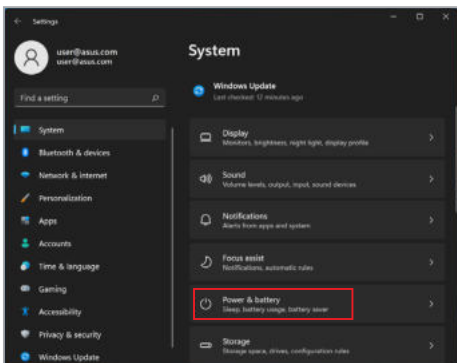 Settings
user@asus.com
user@asus.com
Find a setting
System
Bluetooth & devices
Network & internet
Personalization
Apps
Accounts
Time & language
Gaming
Accessibility
Privacy & security
Windows Update
System
Windows Update
Last checked: 12 minutes ago
Display
Monitors, brightness, night light, display profile
Sound
Volume levels, output, input, sound devices
Notifications
Alerts from apps and system
Focus assist
Notifications, automatic rules
Power & battery
Sleep, battery usage, battery saver
Storage
Storage space, drives, configuration rules